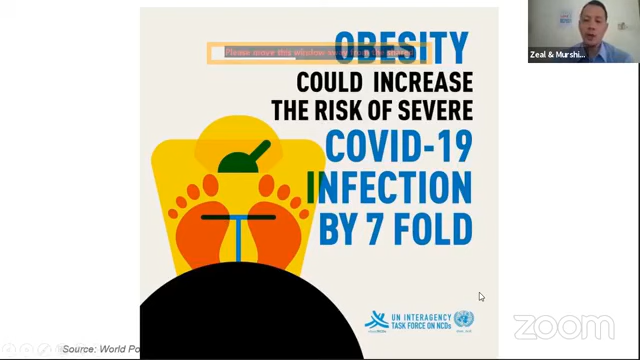 Please move this window away from the shared
OBESITY
COULD INCREASE
THE RISK OF SEVERE
COVID-19
INFECTION
BY 7 FOLD
UN INTERAGENCY
TASK FORCE ON NCDs
Zeal & Murshi...
zoom
Source: World Po